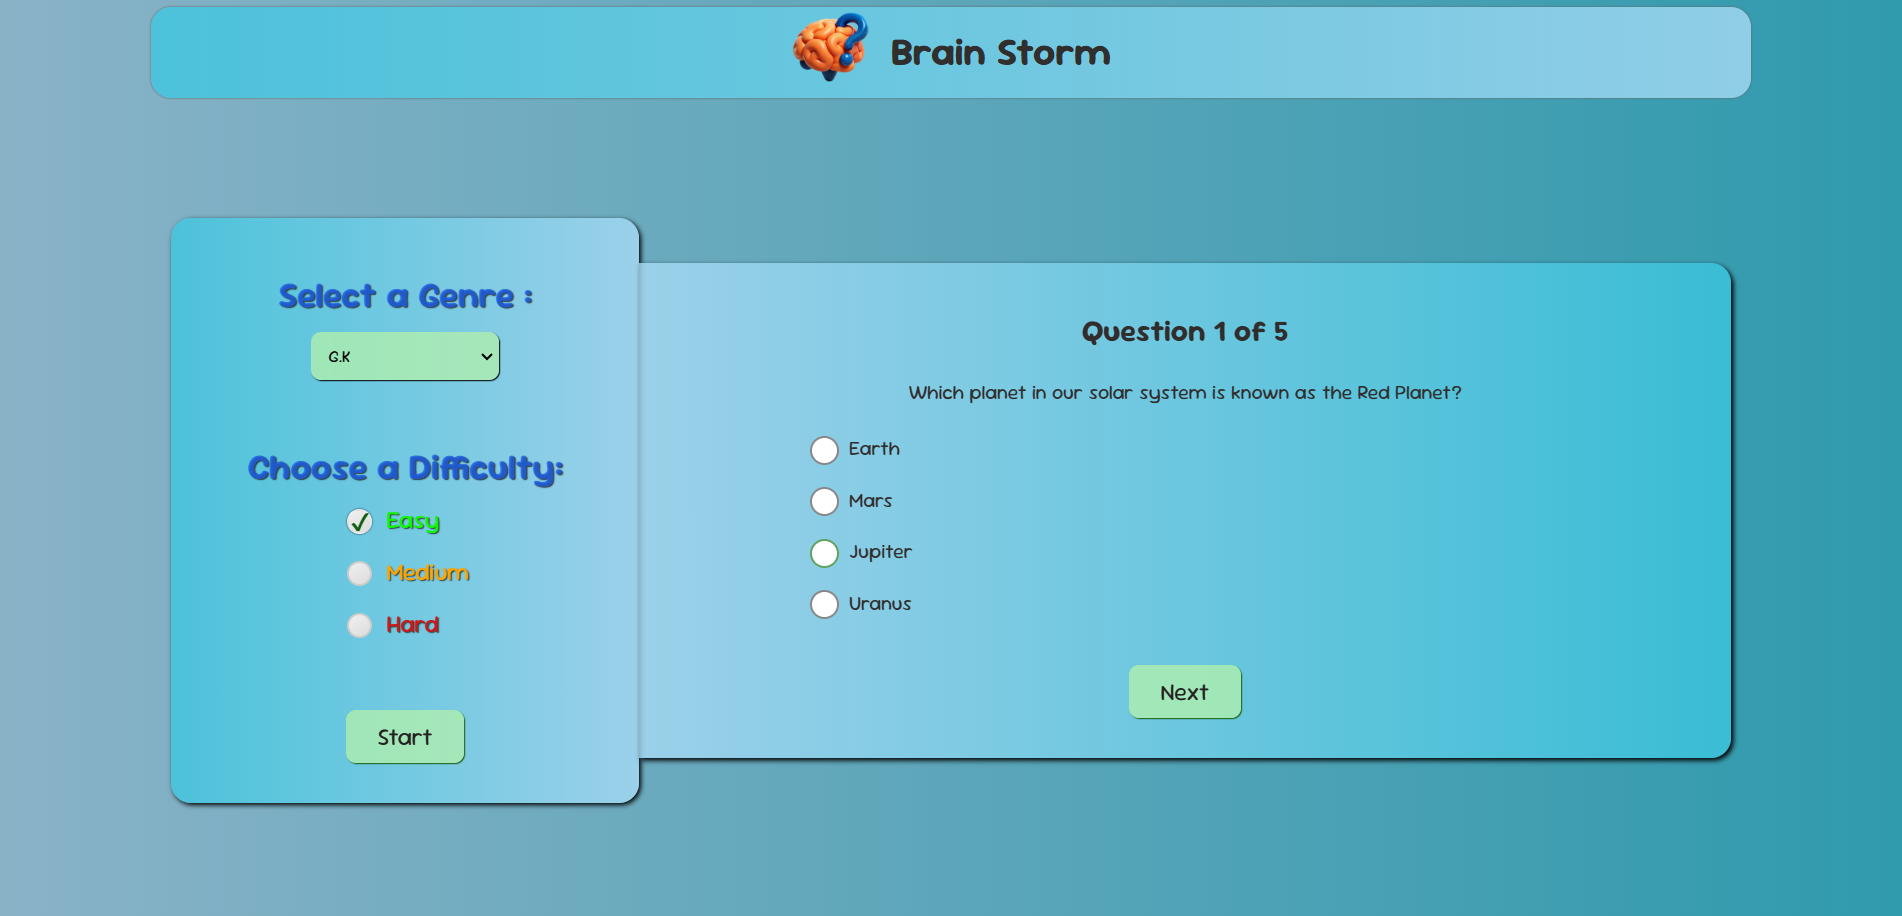 Brain Storm
Select a Genre :
G.K
Choose a Difficulty:
Easy
Medium
Hard
Start
Question 1 of 5
Which planet in our solar system is known as the Red Planet?
Earth
Mars
Jupiter
Uranus
Next